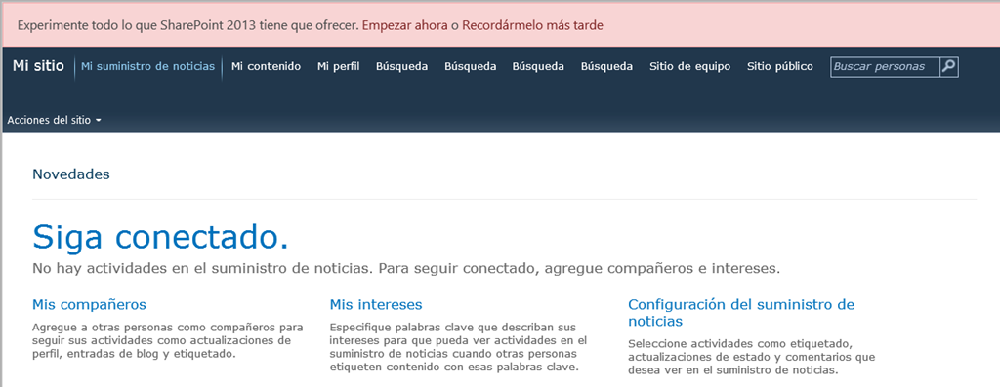 Experimente todo lo que SharePoint 2013 tiene que ofrecer. Empezar ahora o Recordármelo más tarde
Mi sitio Mi suministro de noticias Mi contenido Mi perfil Búsqueda Búsqueda Búsqueda Búsqueda Sitio de equipo Sitio público Buscar personas
Acciones del sitio
Novedades
Siga conectado.
No hay actividades en el suministro de noticias. Para seguir conectado, agregue compañeros e intereses.
Mis compañeros
Agregue a otras personas como compañeros para
seguir sus actividades como actualizaciones de
perfil, entradas de blog y etiquetado.
Mis intereses
Especifique palabras clave que describan sus
intereses para que pueda ver actividades en el
suministro de noticias cuando otras personas
etiqueten contenido con esas palabras clave.
Configuración del suministro de
noticias
Seleccione actividades como etiquetado,
actualizaciones de estado y comentarios que
desea ver en el suministro de noticias.